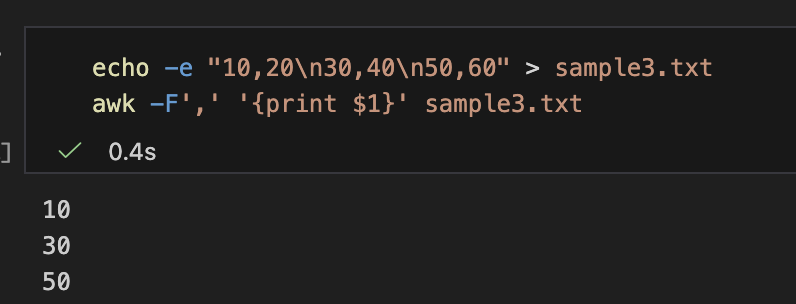 echo -e "10,20\n30,40\n50,60" > sample3.txt
awk -F',' '{print $1}' sample3.txt
] ✓ 0.4s
10
30
50